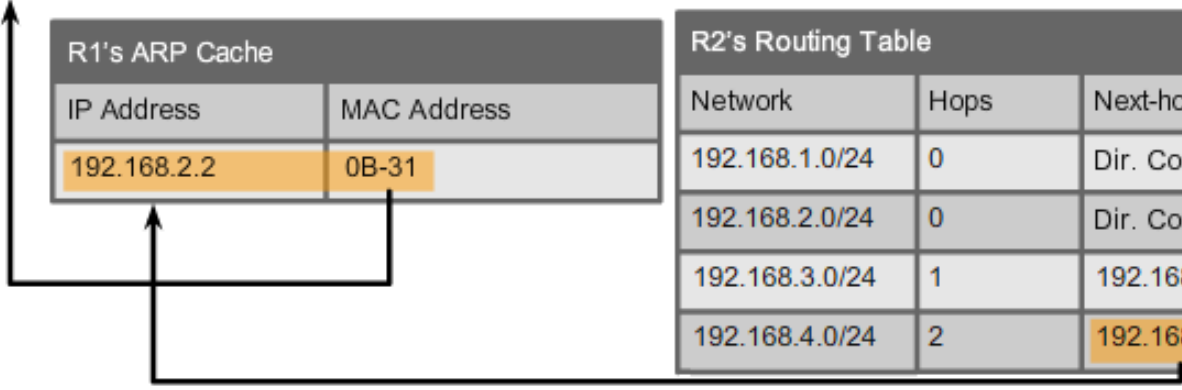 R1's ARP Cache
IP Address MAC Address
192.168.2.2 0B-31
R2's Routing Table
Network Hops
192.168.1.0/24 0 Dir.
192.168.2.0/24 0 Dir.
192.168.3.0/24 1
192.168.4.0/24 2